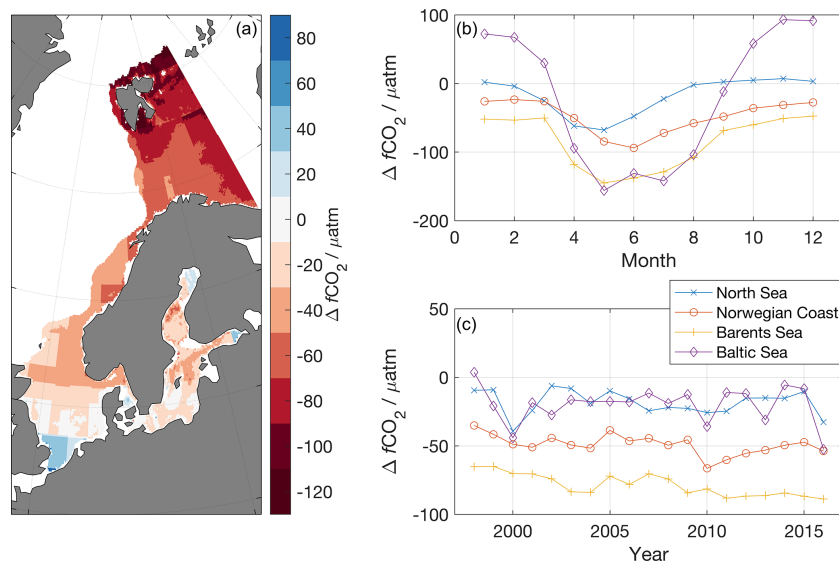 (a)
80
60
40
20
0
-20
-40
-60
-80
-100
-120
Δ fCO2 / μatm
(b)
100
0
-100
-200
Δ fCO2 / μatm
0 2 4 6 8 10 12
Month
North Sea
Norwegian Coast
Barents Sea
Baltic Sea
(c)
50
0
-50
-100
Δ fCO2 / μatm
2000 2005 2010 2015
Year